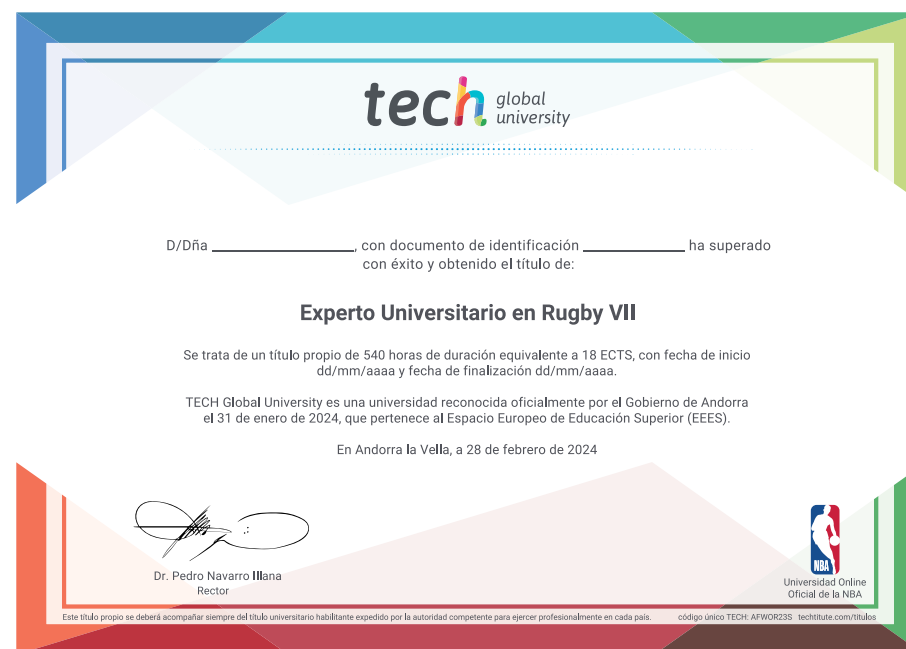 tech global university
D/Dña ____________________, con documento de identificación ______________ ha superado
con éxito y obtenido el título de:
Experto Universitario en Rugby VII
Se trata de un título propio de 540 horas de duración equivalente a 18 ECTS, con fecha de inicio
dd/mm/aaaa y fecha de finalización dd/mm/aaaa.
TECH Global University es una universidad reconocida oficialmente por el Gobierno de Andorra
el 31 de enero de 2024, que pertenece al Espacio Europeo de Educación Superior (EEES).
En Andorra la Vella, a 28 de febrero de 2024
Dr. Pedro Navarro Illana
Rector
NBA
Universidad Online
Oficial de la NBA
Este título propio se deberá acompañar siempre del título universitario habilitante expedido por la autoridad competente para ejercer profesionalmente en cada país. código único TECH: AFWOR23S techtitute.com/titulos